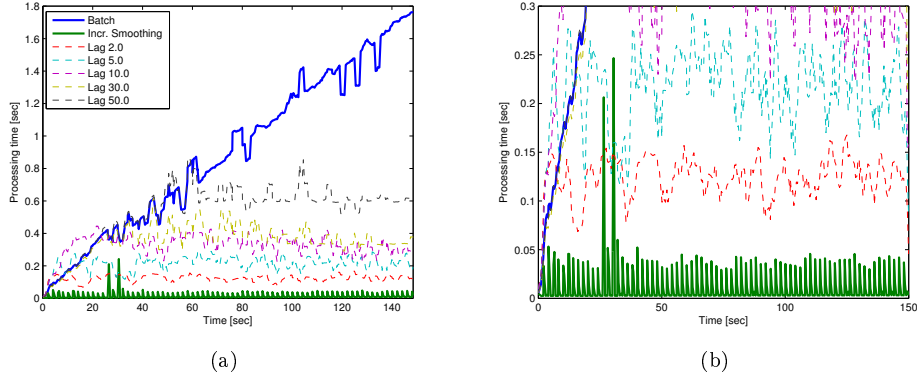 1.8
1.6
1.4
1.2
1
0.8
0.6
0.4
0.2
0
Processing time [sec]
Batch
Incr. Smoothing
Lag 2.0
Lag 5.0
Lag 10.0
Lag 30.0
Lag 50.0
0 20 40 60 80 100 120 140
Time [sec]
(a)
0.3
0.25
0.2
0.15
0.1
0.05
0
Processing time [sec]
0 50 100 150
Time [sec]
(b)